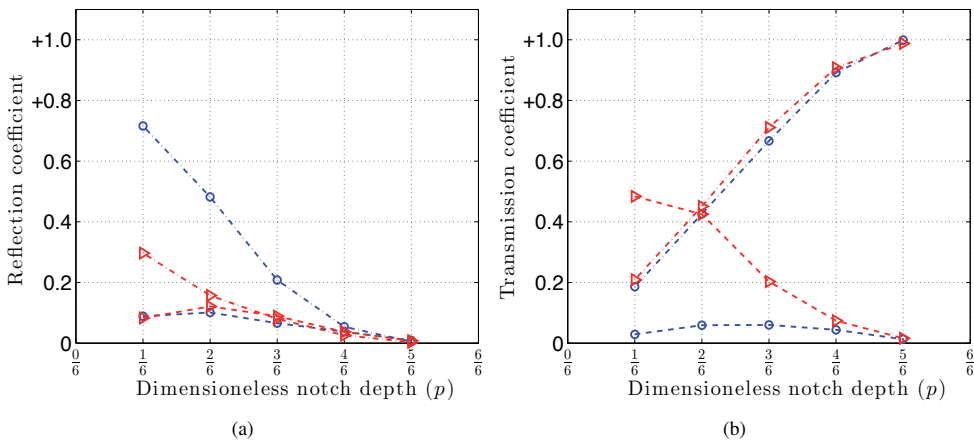 Reflection coefficient
+1.0
+0.8
0.6
0.4
0.2
0
0/6 1/6 2/6 3/6 4/6 5/6 6/6
Dimensioneless notch depth (p)
(a)
Transmission coefficient
+1.0
+0.8
0.6
0.4
0.2
0
0/6 1/6 2/6 3/6 4/6 5/6 6/6
Dimensioneless notch depth (p)
(b)